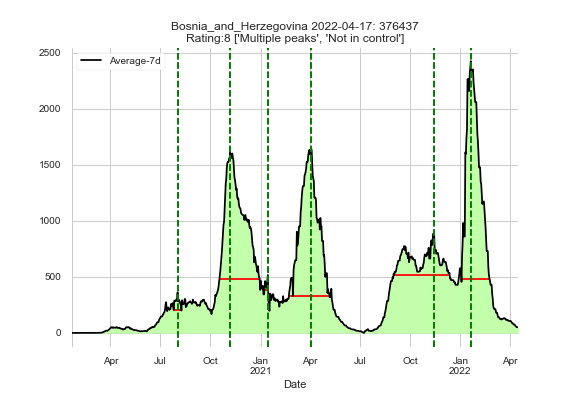 Bosnia_and_Herzegovina 2022-04-17: 376437
Rating:8 ['Multiple peaks', 'Not in control']
Average-7d
2500
2000
1500
1000
500
0
Apr Jul Oct Jan Apr Jul Oct Jan Apr
2021 2022
Date